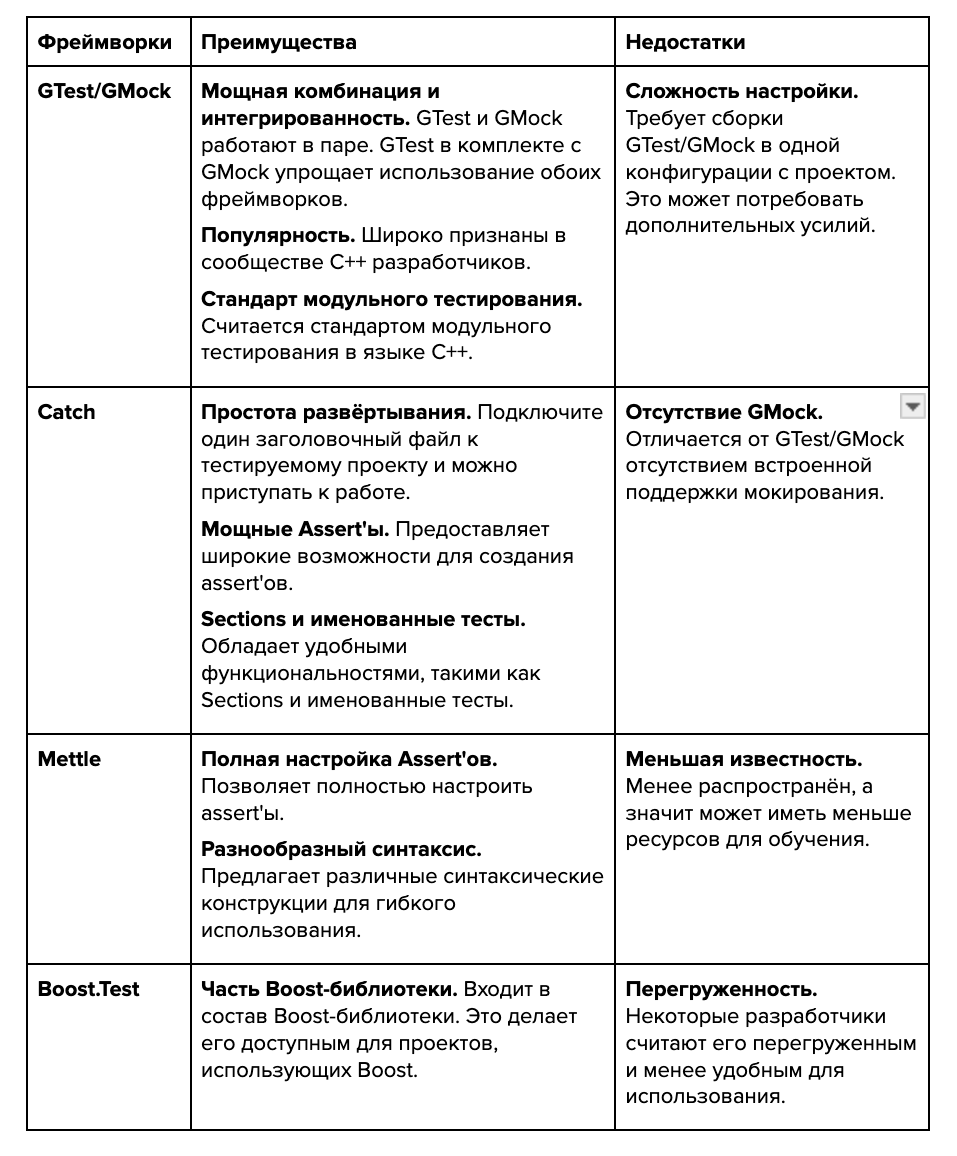 Фреймворки
Преимущества
Недостатки
GTest/GMock
Мощная комбинация и
интегрированность. GTest и GMock
работают в паре. GTest в комплекте с
GMock упрощает использование обоих
фреймворков.
Популярность. Широко признаны в
сообществе C++ разработчиков.
Стандарт модульного тестирования.
Считается стандартом модульного
тестирования в языке C++.
Сложность настройки.
Требует сборки
GTest/GMock в одной
конфигурации с проектом.
Это может потребовать
дополнительных усилий.
Catch
Простота развёртывания. Подключите
один заголовочный файл к
тестируемому проекту и можно
приступать к работе.
Мощные Assert'ы. Предоставляет
широкие возможности для создания
assert'ов.
Sections и именованные тесты.
Обладает удобными
функциональностями, такими как
Sections и именованные тесты.
Отсутствие GMock.
Отличается от GTest/GMock
отсутствием встроенной
поддержки мокирования.
Mettle
Полная настройка Assert'ов.
Позволяет полностью настроить
assert'ы.
Разнообразный синтаксис.
Предлагает различные синтаксические
конструкции для гибкого
использования.
Меньшая известность.
Менее распространён, а
значит может иметь меньше
ресурсов для обучения.
Boost.Test
Часть Boost-библиотеки. Входит в
состав Boost-библиотеки. Это делает
его доступным для проектов,
использующих Boost.
Перегруженность.
Некоторые разработчики
считают его перегруженным
и менее удобным для
использования.